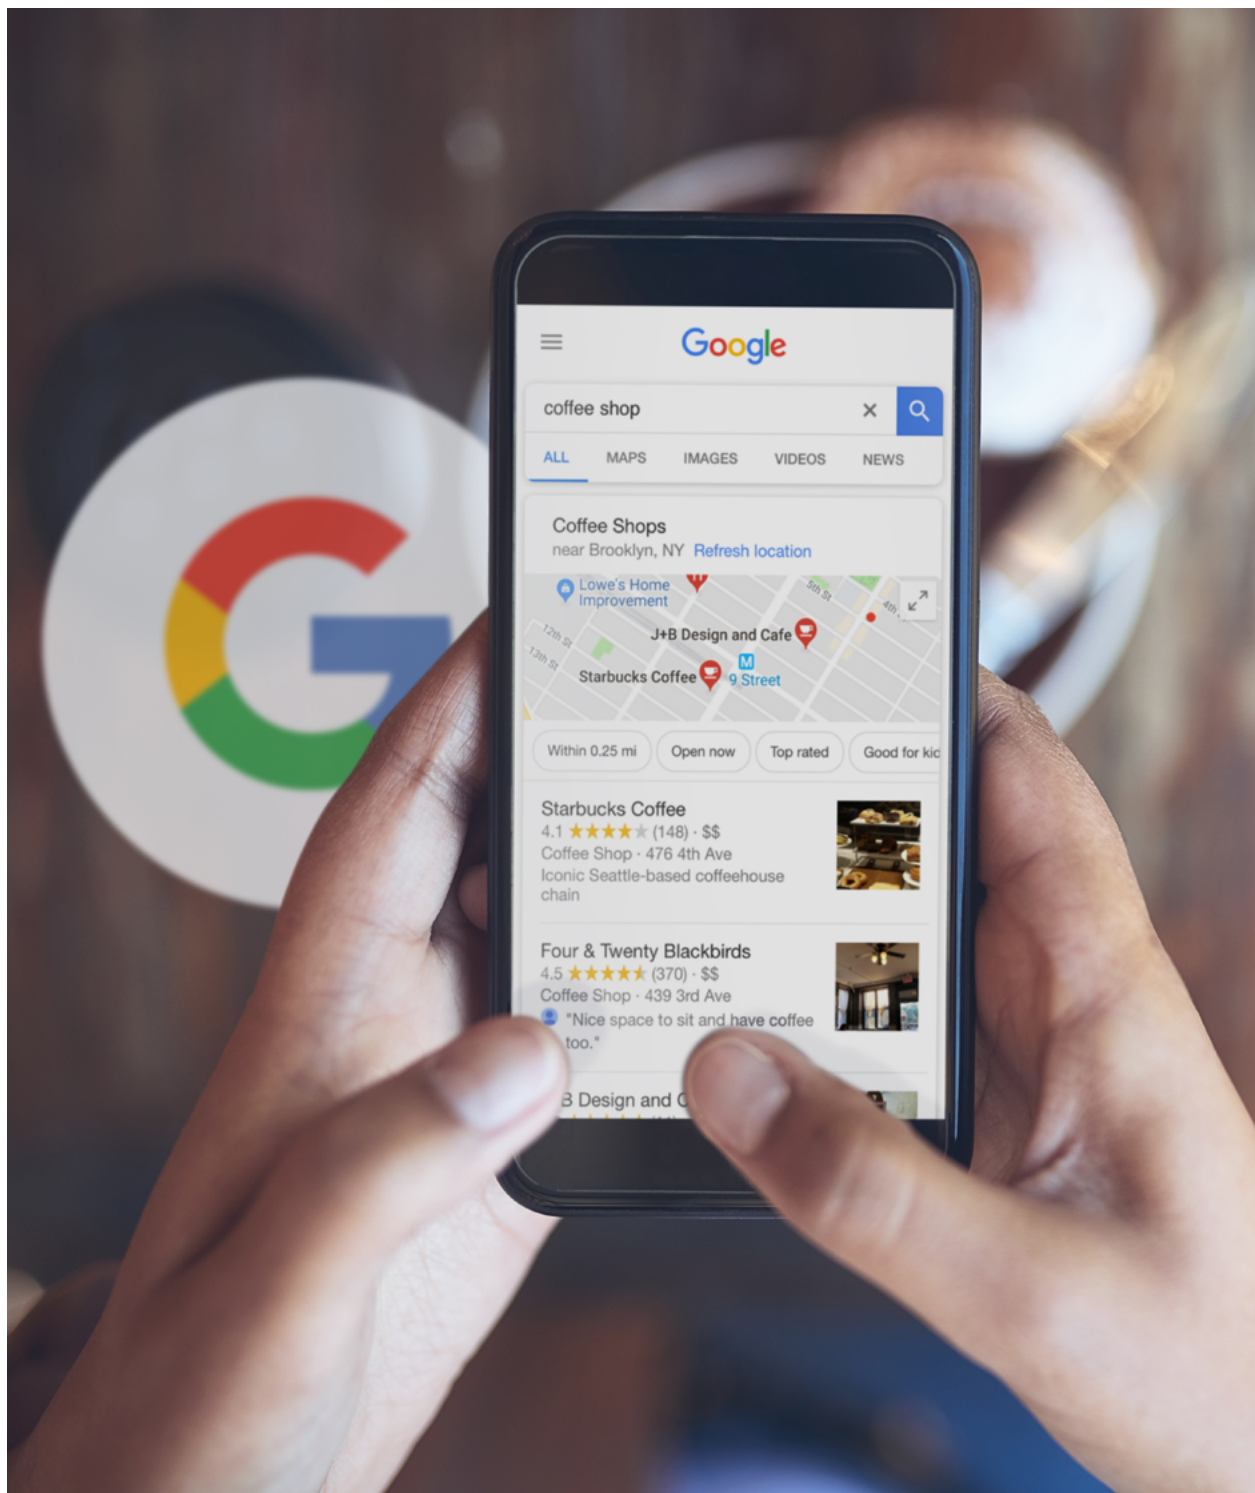 Google
coffee shop
ALL MAPS IMAGES VIDEOS NEWS
Coffee Shops
near Brooklyn, NY Refresh location
Lowe's Home
Improvement
5th St
4th
12th St
J+B Design and Cafe
13th St
M
Starbucks Coffee
9 Street
Within 0.25 mi Open now Top rated Good for kid
Starbucks Coffee
4.1 ★★★★★ (148) · $$
Coffee Shop · 476 4th Ave
Iconic Seattle-based coffeehouse
chain
Four & Twenty Blackbirds
4.5 ★★★★★ (370) · $$
Coffee Shop · 439 3rd Ave
"Nice space to sit and have coffee
too."
B Design and C
G